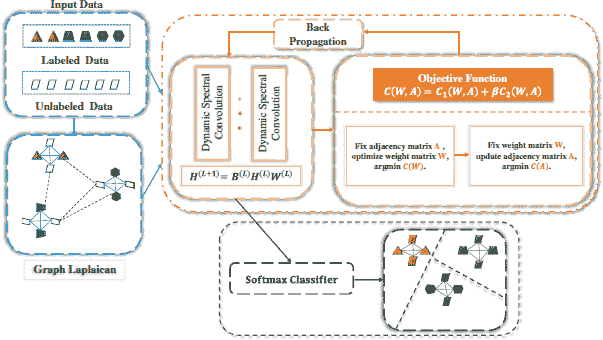 Input Data
Labeled Data
Unlabeled Data
Graph Laplaican
Back
Propagation
Dynamic Spectral
Convolution
Dynamic Spectral
Convolution
H^(L+1) = B^(L)H^(L)W^(L)
Objective Function
C(W, A) = C₁(W, A) + βC₂(W, A)
Fix adjacency matrix A ,
optimize weight matrix W,
argmin C(W).
Fix weight matrix W,
update adjacency matrix A,
argmin C(A).
Softmax Classifier